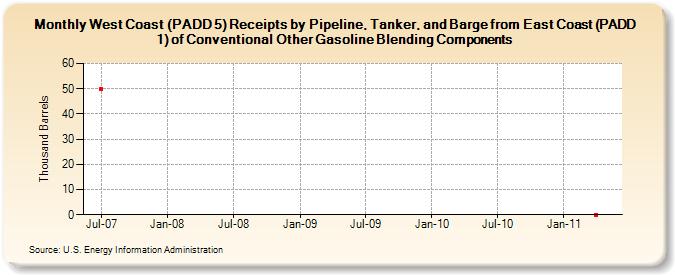 Monthly West Coast (PADD 5) Receipts by Pipeline, Tanker, and Barge from East Coast (PADD
1) of Conventional Other Gasoline Blending Components
Thousand Barrels
60
50
40
30
20
10
0
Jul-07 Jan-08 Jul-08 Jan-09 Jul-09 Jan-10 Jul-10 Jan-11
Source: U.S. Energy Information Administration